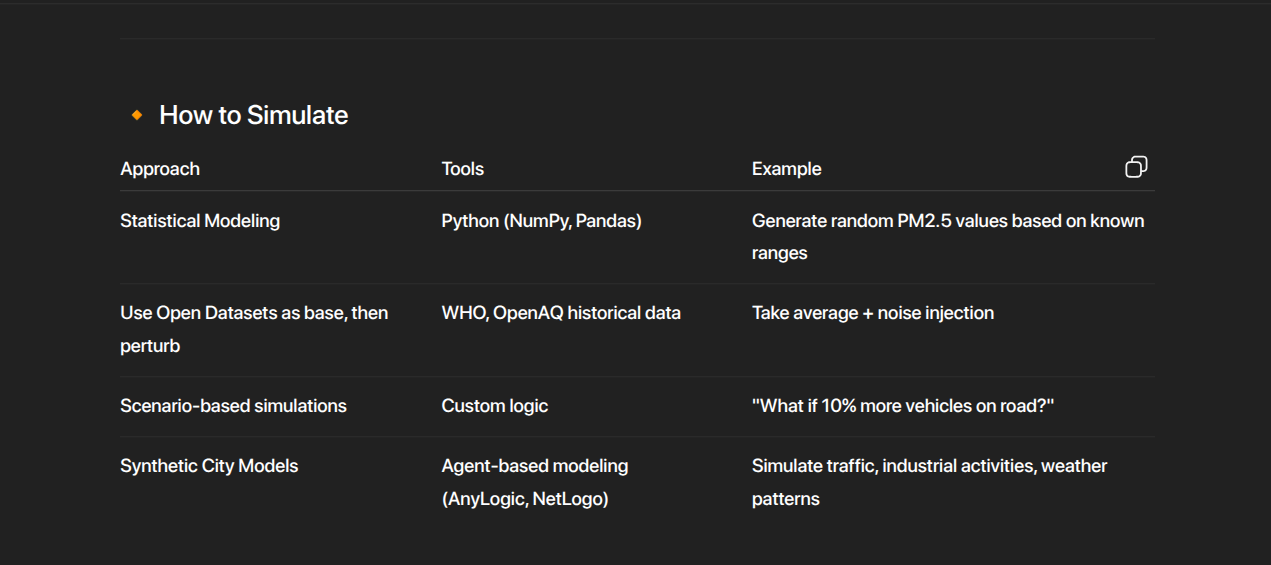 How to Simulate
Approach Tools Example
Statistical Modeling Python (NumPy, Pandas) Generate random PM2.5 values based on known
ranges
Use Open Datasets as base, then WHO, OpenAQ historical data Take average + noise injection
perturb
Scenario-based simulations Custom logic "What if 10% more vehicles on road?"
Synthetic City Models Agent-based modeling Simulate traffic, industrial activities, weather
(AnyLogic, NetLogo) patterns